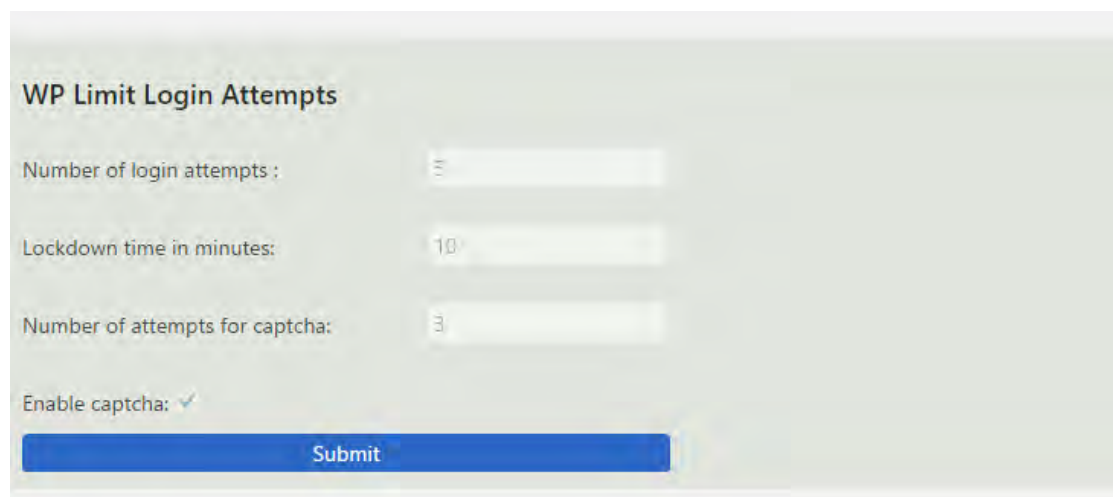 WP Limit Login Attempts
Number of login attempts : 5
Lockdown time in minutes: 10
Number of attempts for captcha: 3
Enable captcha:
Submit